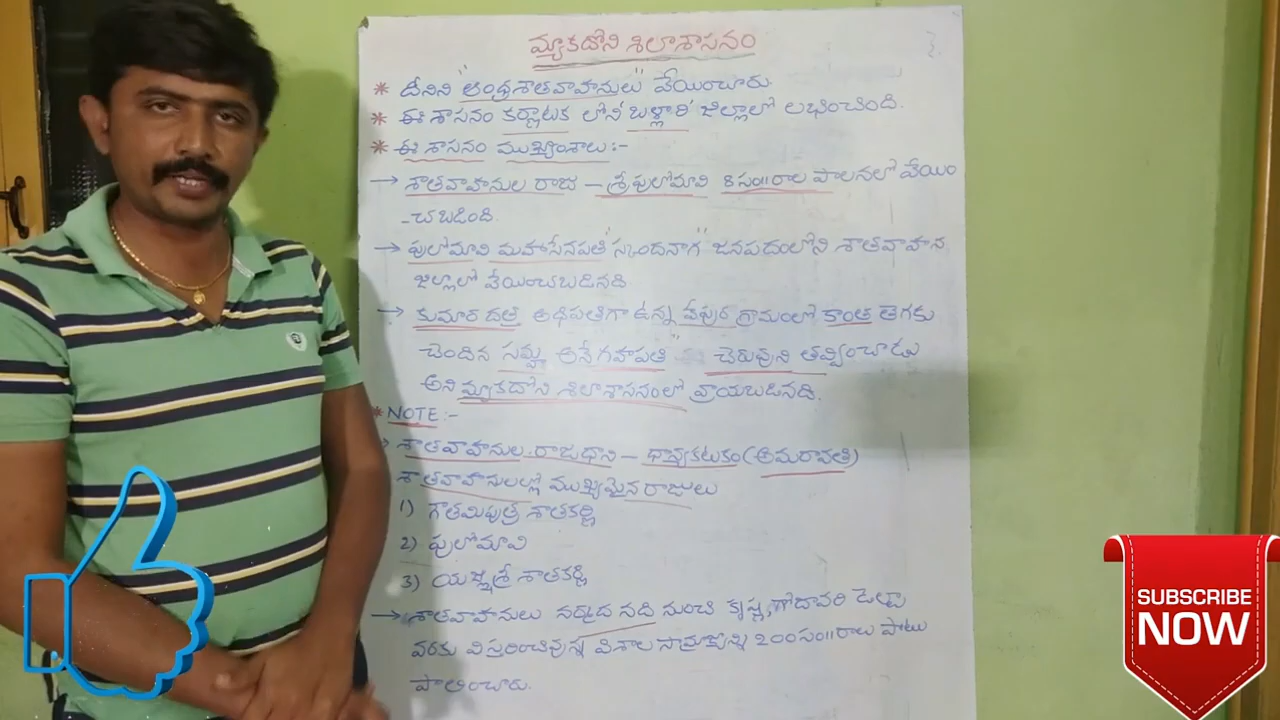 మ్యాకదోని శిలాశాసనం
* దీనిని "ఆంధ్రశాతవాహనులు" వేయించారు
* ఈ శాసనం కర్ణాటక లోని 'బళ్లారి' జిల్లాలో లభించింది.
* ఈ శాసనం ముఖ్యాంశాలు:-
→ శాతవాహనుల రాజు – శ్రీ పులోమావి 8సం॥రాల పాలనలో వేయిం
-చబడింది.
→ పులోమావి మహాసేనపతి "స్కందనాగ" జనపదంలోని శాతవాహన
జిల్లాలో వేయించబడినది
→ కుమార దత్త అధిపతిగా ఉన్న వేపుర గ్రామంలో కాంత తెగకు
చెందిన సమ్బ అనే గహపతి చెరువుని తవ్వించాడు
అని మ్యాకదోని శిలాశాసనంలో వ్రాయబడినది.
* NOTE:-
→ శాతవాహనుల రాజధాని – ధాన్యకటకం (అమరావతి)
శాతవాహనులల్లో ముఖ్యమైన రాజులు
1) గౌతమిపుత్ర శాతకర్ణి
2) పులోమావి
3) యజ్ఞశ్రీ శాతకర్ణి
→ శాతవాహనులు నర్మద నది నుంచి కృష్ణ, గోదావరి డెల్టా
వరకు విస్తరించివున్న విశాల సామ్రాజ్యాన్ని 200సం॥రాలు పాటు
పాలించారు.
SUBSCRIBE
NOW